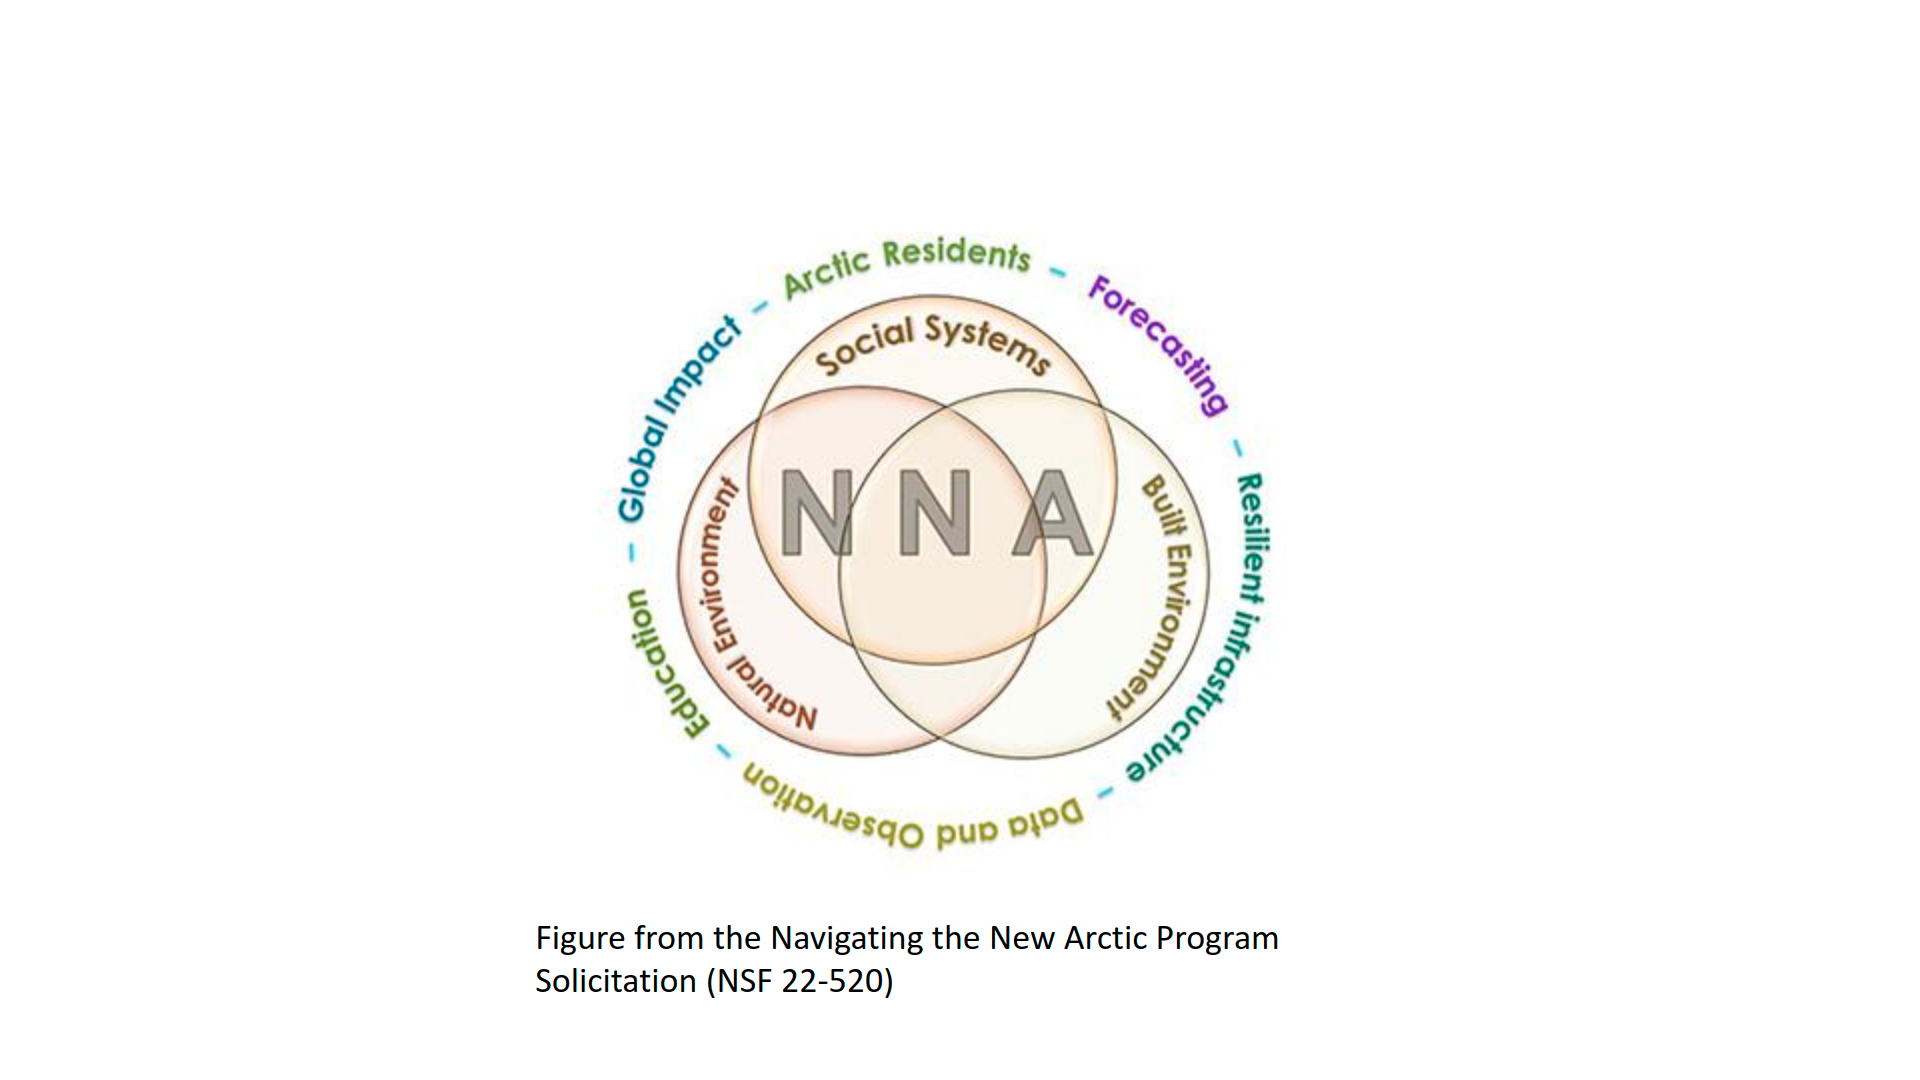 Arctic Residents – Forecasting – Resilient infrastructure – Data and Observation – Education – Global Impact –
Social Systems
Natural Environment
Built Environment
NNA
Figure from the Navigating the New Arctic Program
Solicitation (NSF 22-520)